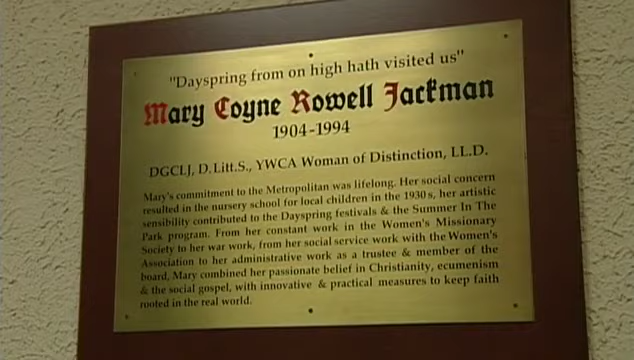 "Dayspring from on high hath visited us"
Mary Coyne Rowell Jackman
1904-1994
DGCLJ, D.Litt.S., YWCA Woman of Distinction, LL.D.
Mary's commitment to the Metropolitan was lifelong. Her social concern
resulted in the nursery school for local children in the 1930's, her artistic
sensibility contributed to the Dayspring festivals & the Summer In The
Park program. From her constant work in the Women's Missionary
Society to her war work, from her social service work with the Women's
Association to her administrative work as a trustee & member of the
board, Mary combined her passionate belief in Christianity, ecumenism
& the social gospel, with innovative & practical measures to keep faith
rooted in the real world.